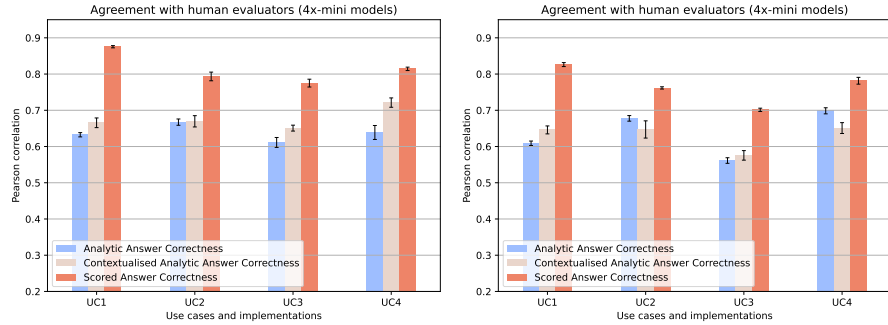 Agreement with human evaluators (4x-mini models)
Pearson correlation
0.9
0.8
0.7
0.6
0.5
0.4
0.3
0.2
Analytic Answer Correctness
Contextualised Analytic Answer Correctness
Scored Answer Correctness
UC1 UC2 UC3 UC4
Use cases and implementations
Agreement with human evaluators (4x-mini models)
Pearson correlation
0.9
0.8
0.7
0.6
0.5
0.4
0.3
0.2
Analytic Answer Correctness
Contextualised Analytic Answer Correctness
Scored Answer Correctness
UC1 UC2 UC3 UC4
Use cases and implementations